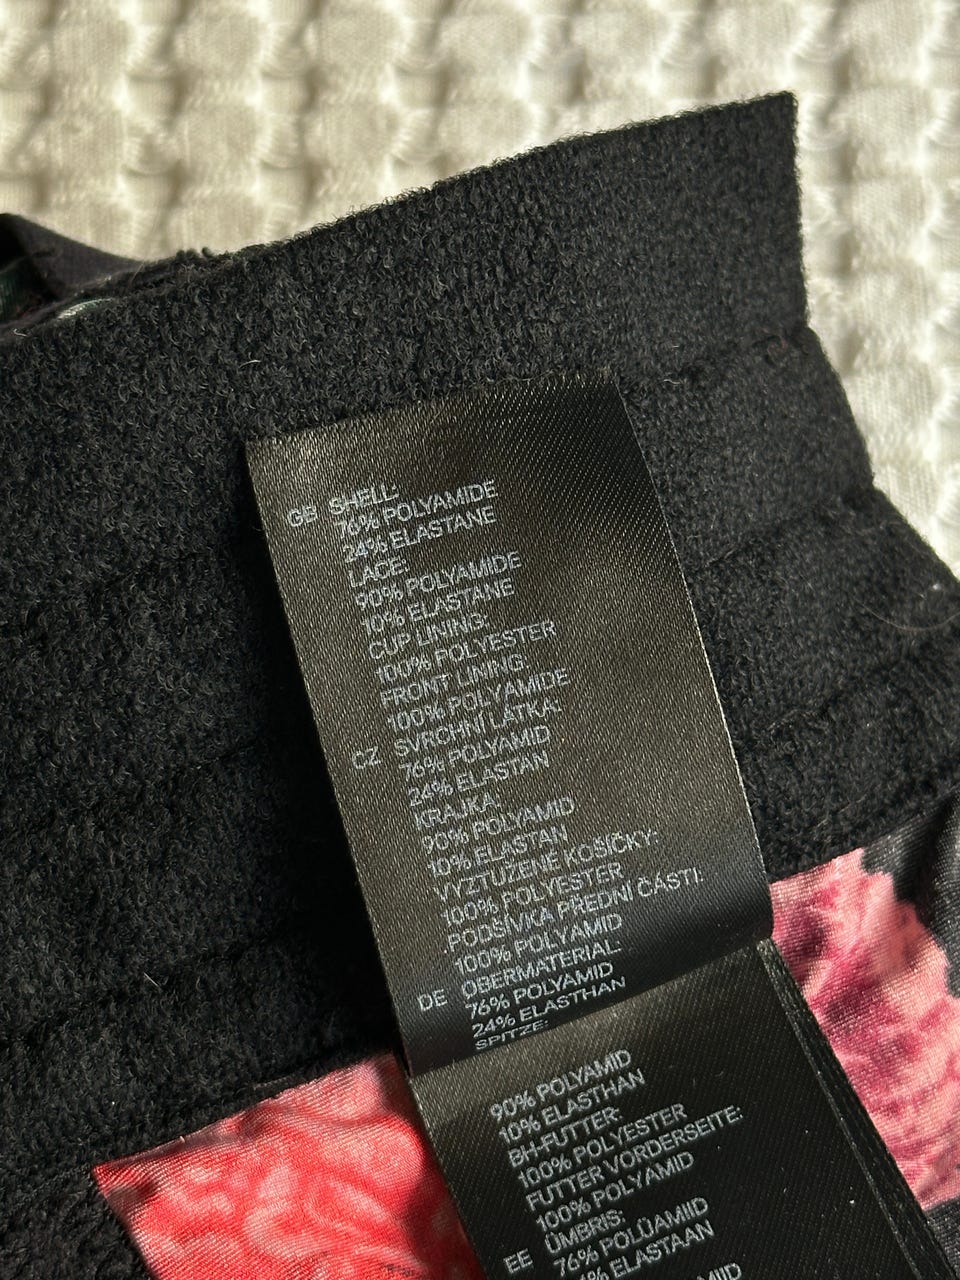 GB SHELL:
76% POLYAMIDE
24% ELASTANE
LACE:
90% POLYAMIDE
10% ELASTANE
CUP LINING:
100% POLYESTER
FRONT LINING:
100% POLYAMIDE
CZ SVRCHNÍ LÁTKA:
76% POLYAMID
24% ELASTAN
KRAJKA:
90% POLYAMID
10% ELASTAN
VYZTUŽENÉ KOŠÍČKY:
100% POLYESTER
PODŠÍVKA PŘEDNÍ ČÁSTI:
100% POLYAMID
DE OBERMATERIAL:
76% POLYAMID
24% ELASTHAN
SPITZE:
90% POLYAMID
10% ELASTHAN
BH-FUTTER:
100% POLYESTER
FUTTER VORDERSEITE:
100% POLYAMID
EE ÜMBRIS:
76% POLÜAMIID
ELASTAAN